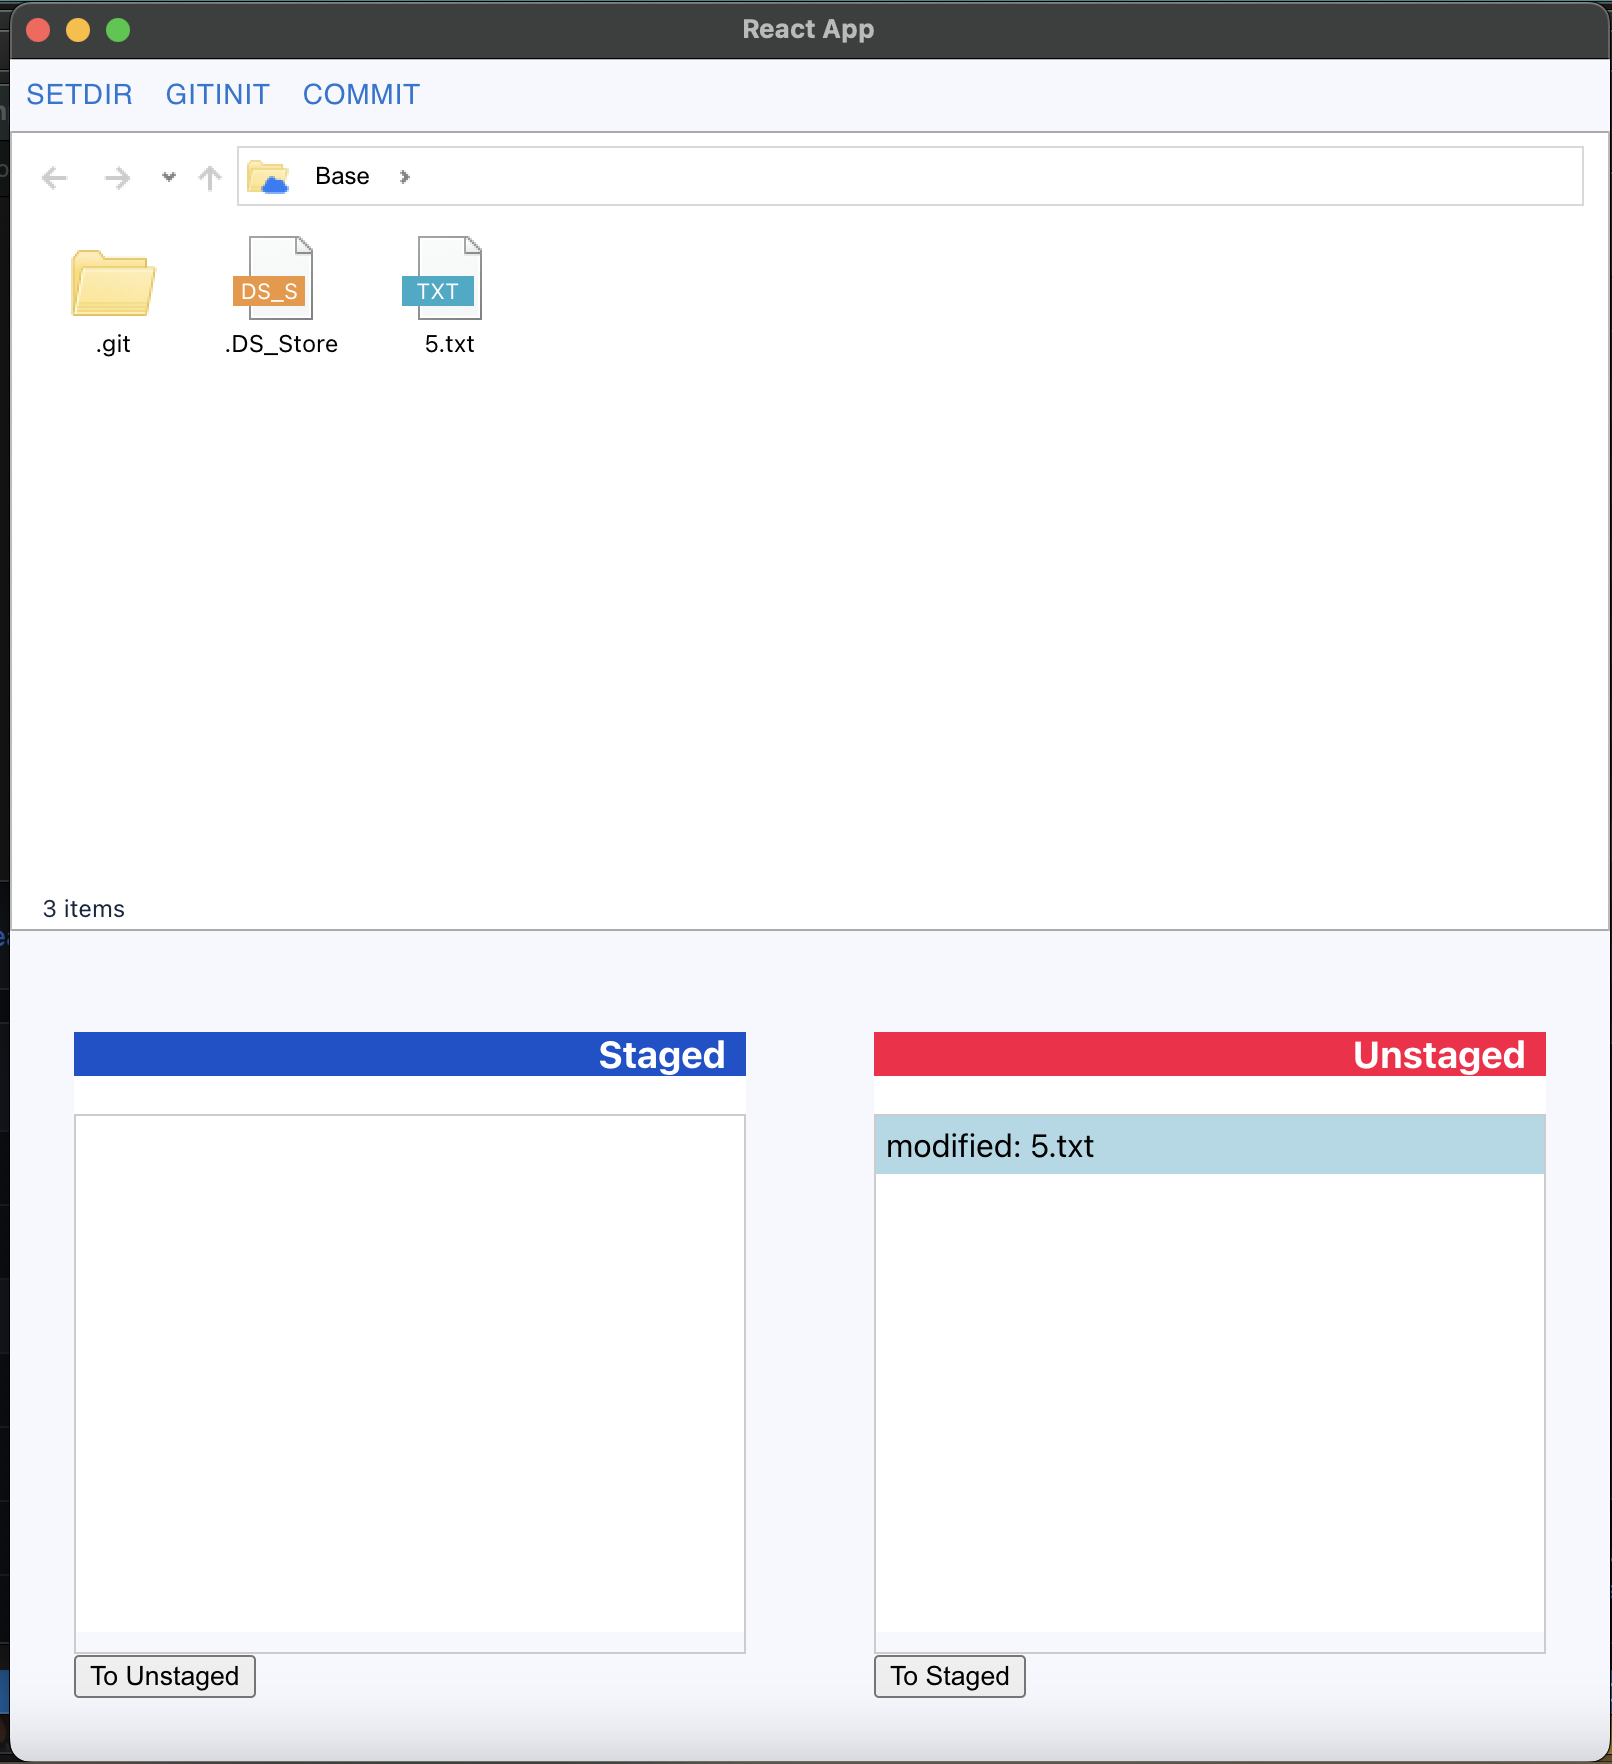 React App
SETDIR GITINIT COMMIT
Base
DS_S TXT
.git .DS_Store 5.txt
3 items
Staged Unstaged
modified: 5.txt
To Unstaged To Staged